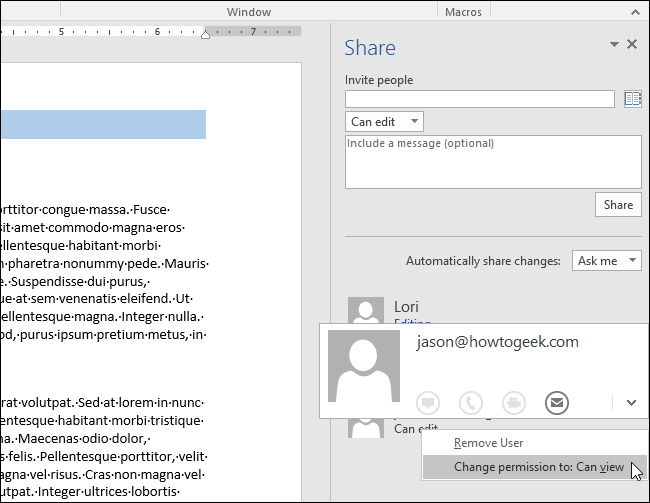 Window
Macros
5 6 7
Share
Invite people
Can edit
Include a message (optional)
Share
Automatically share changes:
Ask me
Lori
Editing
jason@howtogeek.com
Can edit
Remove User
Change permission to: Can view
rttitor·congue·massa.·Fusce·
sit·amet·commodo·magna·eros·
ellentesque·habitant·morbi·
pharetra·nonummy·pede.·Mauris·
.·Suspendisse·dui·purus,·
ue·at·sem·venenatis·eleifend.·Ut·
ellentesque·magna.·Integer·nulla.·
od,·purus·ipsum·pretium·metus,·in·
rat·volutpat.·Sed·at·lorem·in·nunc·
entesque·habitant·morbi·tristique·
na.·Maecenas·odio·dolor,·
s·felis.·Pellentesque·porttitor,·velit·
agna·vel·risus.·Cras·non·magna·vel·
utpat.·Integer·ultrices·lobortis·